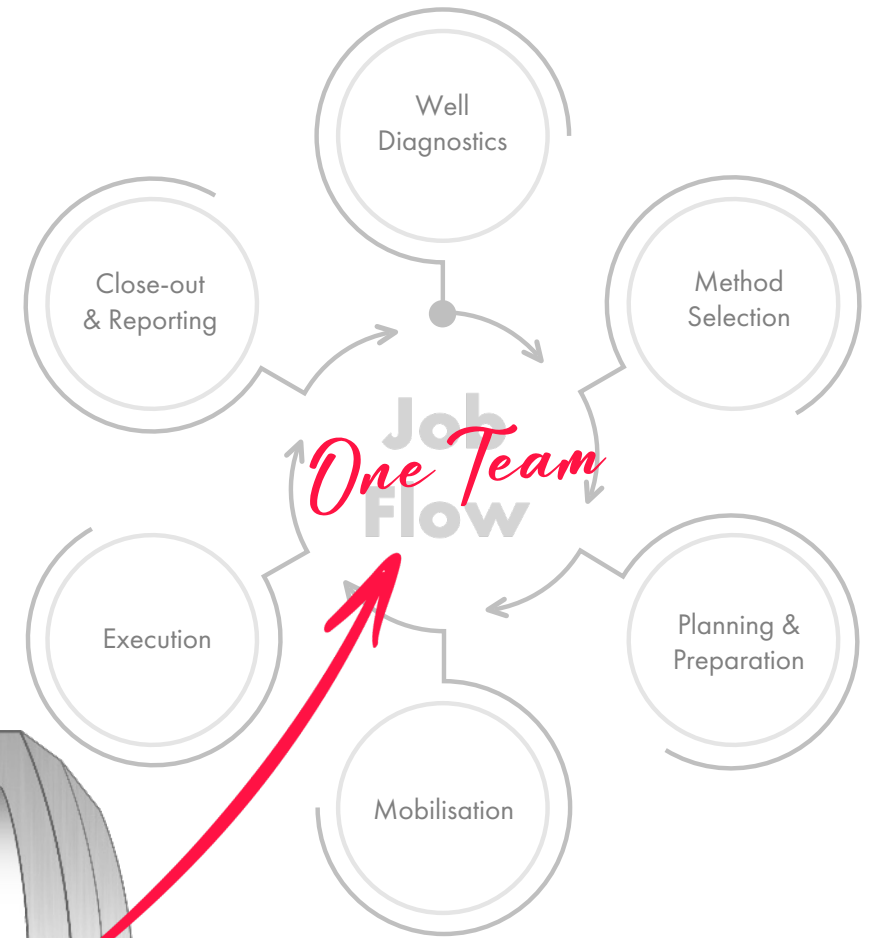 Well
Diagnostics
Method
Selection
Planning &
Preparation
Mobilisation
Execution
Close-out
& Reporting
Job
Flow
One Team